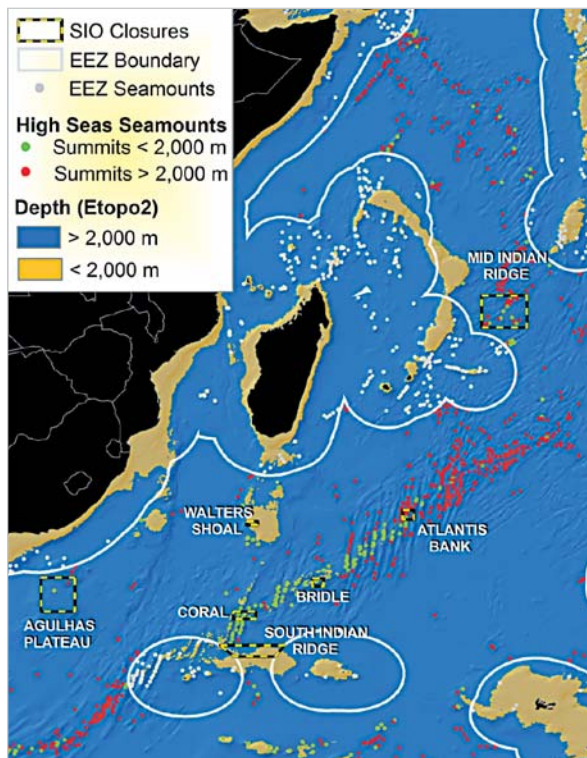 SIO Closures
EEZ Boundary
EEZ Seamounts
High Seas Seamounts
Summits < 2,000 m
Summits > 2,000 m
Depth (Etopo2)
> 2,000 m
< 2,000 m
MID INDIAN
RIDGE
WALTERS
SHOAL
ATLANTIS
BANK
BRIDLE
CORAL
AGULHAS
PLATEAU
SOUTH INDIAN
RIDGE